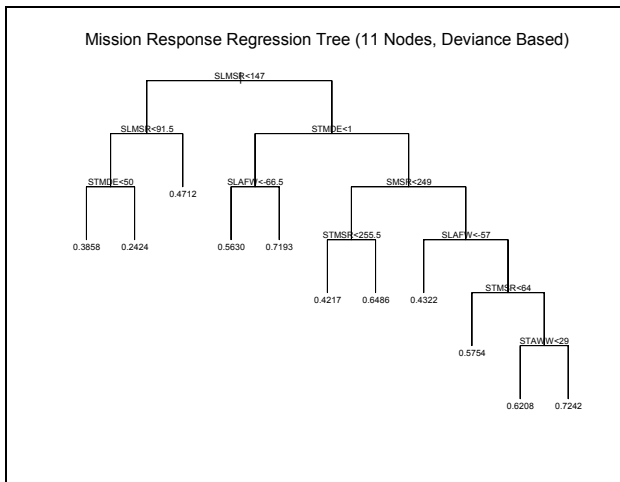 Mission Response Regression Tree (11 Nodes, Deviance Based)
SLMSR<147
SLMSR<91.5
STMDE<1
STMDE<50
0.4712
SLAFW<-66.5
SMSR<249
0.3858
0.2424
0.5630
0.7193
STMSR<255.5
SLAFW<-57
0.4217
0.6486
0.4322
STMSR<64
0.5754
STAWW<29
0.6208
0.7242